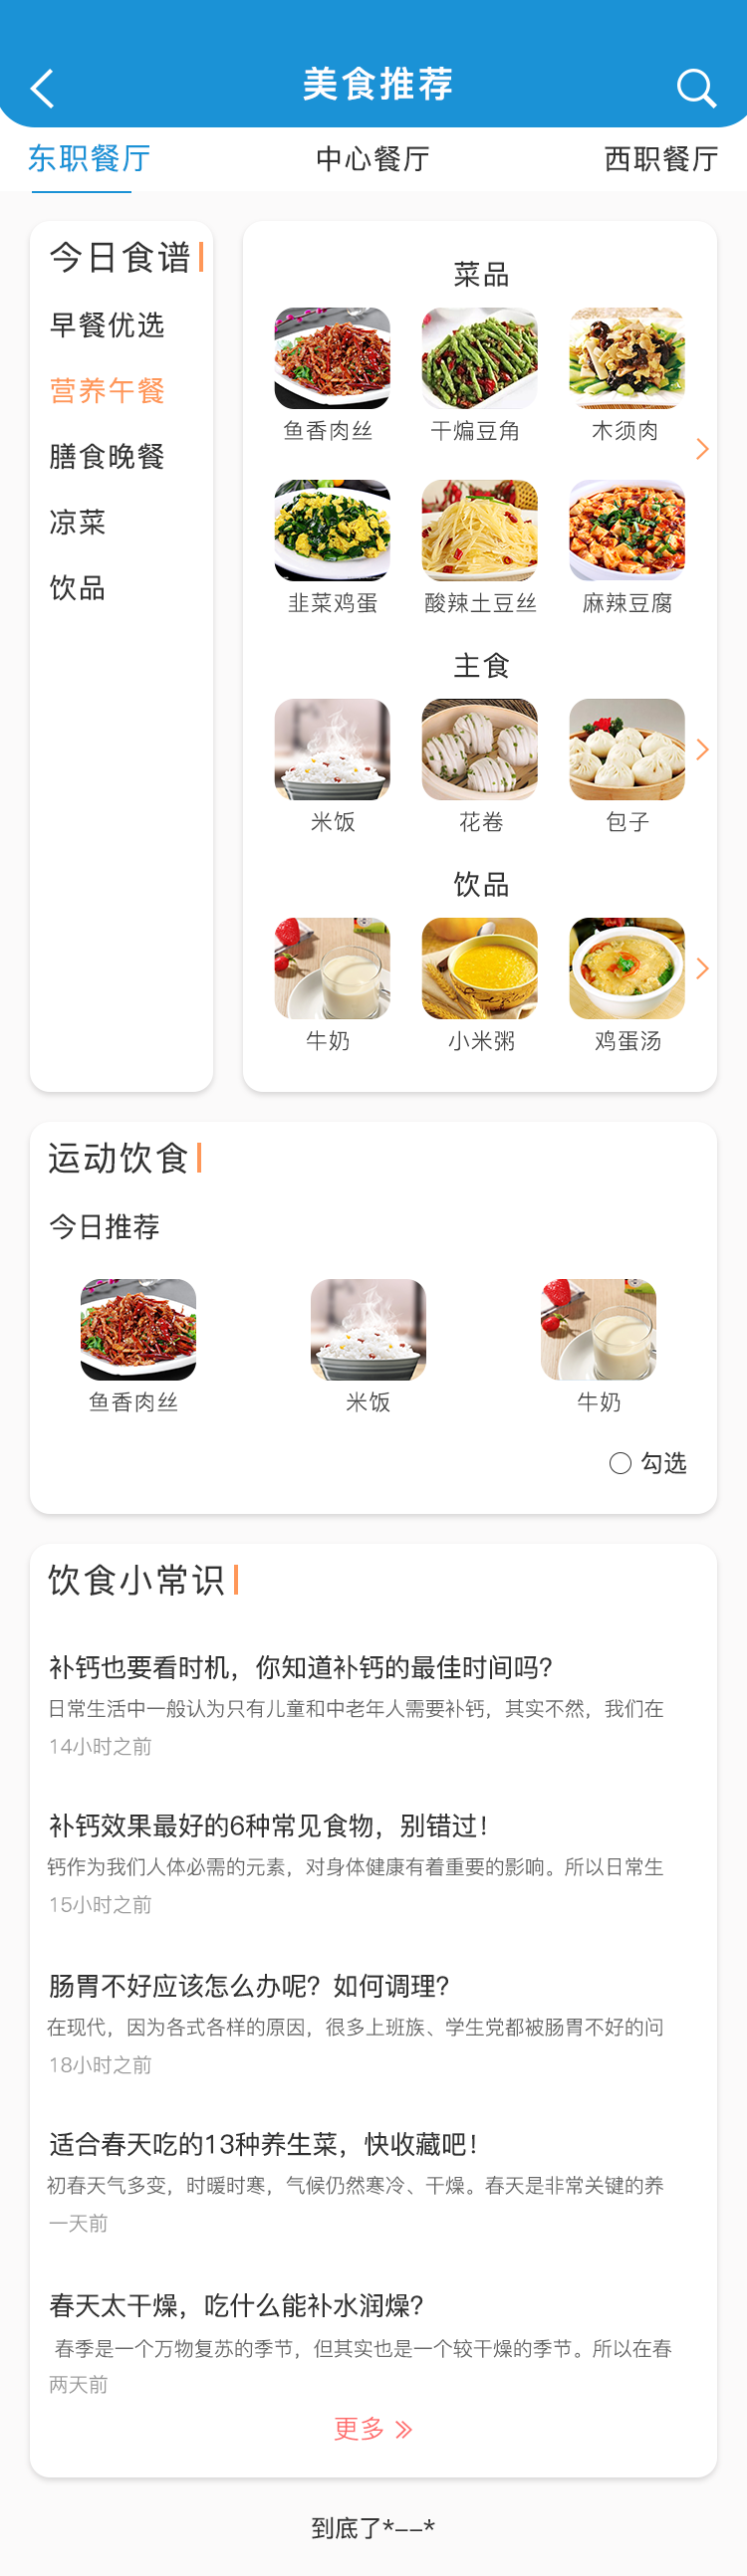 美食推荐
东职餐厅 中心餐厅 西职餐厅
今日食谱
早餐优选
营养午餐
膳食晚餐
凉菜
饮品
菜品
鱼香肉丝 干煸豆角 木须肉
韭菜鸡蛋 酸辣土豆丝 麻辣豆腐
主食
米饭 花卷 包子
饮品
牛奶 小米粥 鸡蛋汤
运动饮食
今日推荐
鱼香肉丝 米饭 牛奶
勾选
饮食小常识
补钙也要看时机，你知道补钙的最佳时间吗？
日常生活中一般认为只有儿童和中老年人需要补钙，其实不然，我们在
14小时之前
补钙效果最好的6种常见食物，别错过！
钙作为我们人体必需的元素，对身体健康有着重要的影响。所以日常生
15小时之前
肠胃不好应该怎么办呢？如何调理？
在现代，因为各式各样的原因，很多上班族、学生党都被肠胃不好的问
18小时之前
适合春天吃的13种养生菜，快收藏吧！
初春天气多变，时暖时寒，气候仍然寒冷、干燥。春天是非常关键的养
一天前
春天太干燥，吃什么能补水润燥？
春季是一个万物复苏的季节，但其实也是一个较干燥的季节。所以在春
两天前
更多
到底了*--*